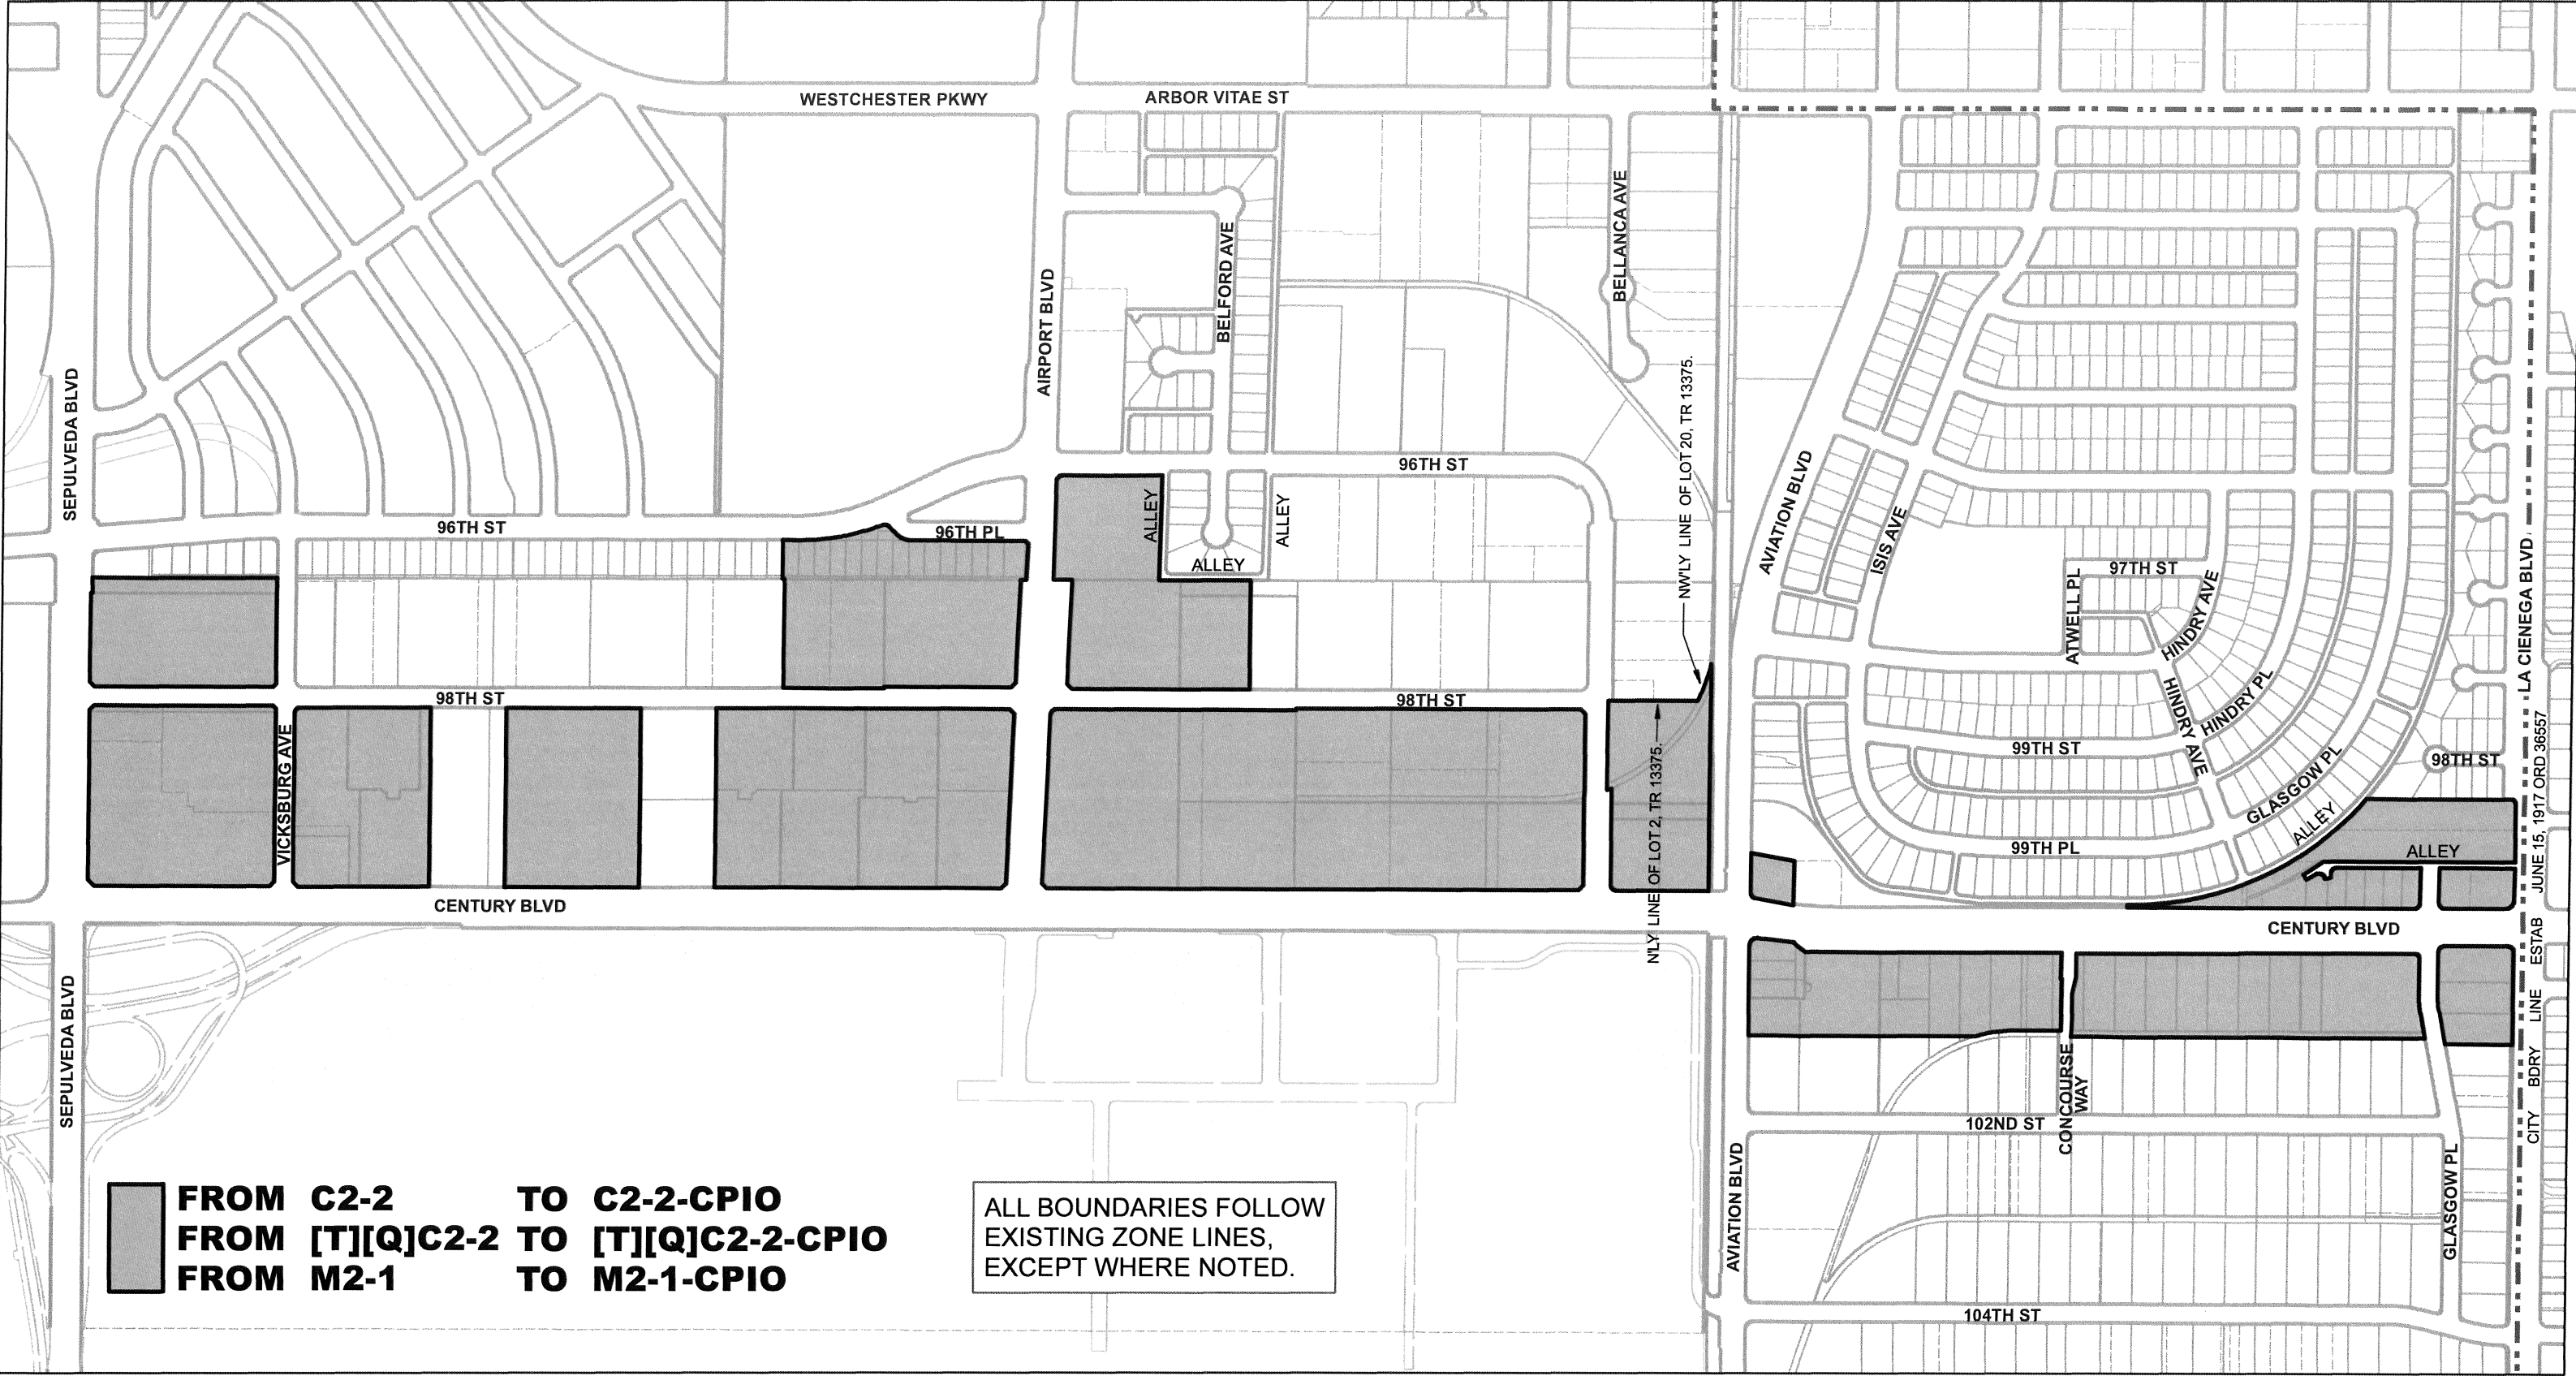 WESTCHESTER PKWY
ARBOR VITAE ST
SEPULVEDA BLVD
AIRPORT BLVD
BELFORD AVE
BELLANCA AVE
NW'LY LINE OF LOT 20, TR 13375.
AVIATION BLVD
ISIS AVE
96TH ST
96TH ST
96TH PL
ALLEY
ALLEY
ALLEY
97TH ST
ATWELL PL
HINDRY AVE
HINDRY PL
HINDRY AVE
LA CIENEGA BLVD
98TH ST
98TH ST
98TH ST
VICKSBURG AVE
N'LY LINE OF LOT 2, TR 13375.
99TH ST
99TH PL
GLASGOW PL
ALLEY
ALLEY
CENTURY BLVD
CENTURY BLVD
CITY BDRY LINE ESTAB JUNE 15, 1917 ORD 36557
SEPULVEDA BLVD
AVIATION BLVD
CONCOURSE
WAY
102ND ST
GLASGOW PL
104TH ST
FROM C2-2 TO C2-2-CPIO
FROM [T][Q]C2-2 TO [T][Q]C2-2-CPIO
FROM M2-1 TO M2-1-CPIO
ALL BOUNDARIES FOLLOW
EXISTING ZONE LINES,
EXCEPT WHERE NOTED.